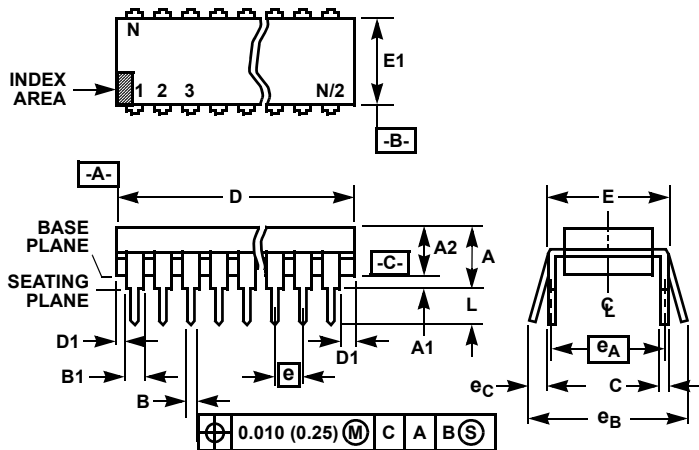 N
E1
INDEX
AREA
1 2 3 N/2
-B-
-A-
D
E
BASE
PLANE
A2
A
-C-
SEATING
PLANE
L
℄
D1
A1
D1
eA
B1
e
eC
C
B
eB
⌖ 0.010 (0.25) Ⓜ C A B Ⓢ